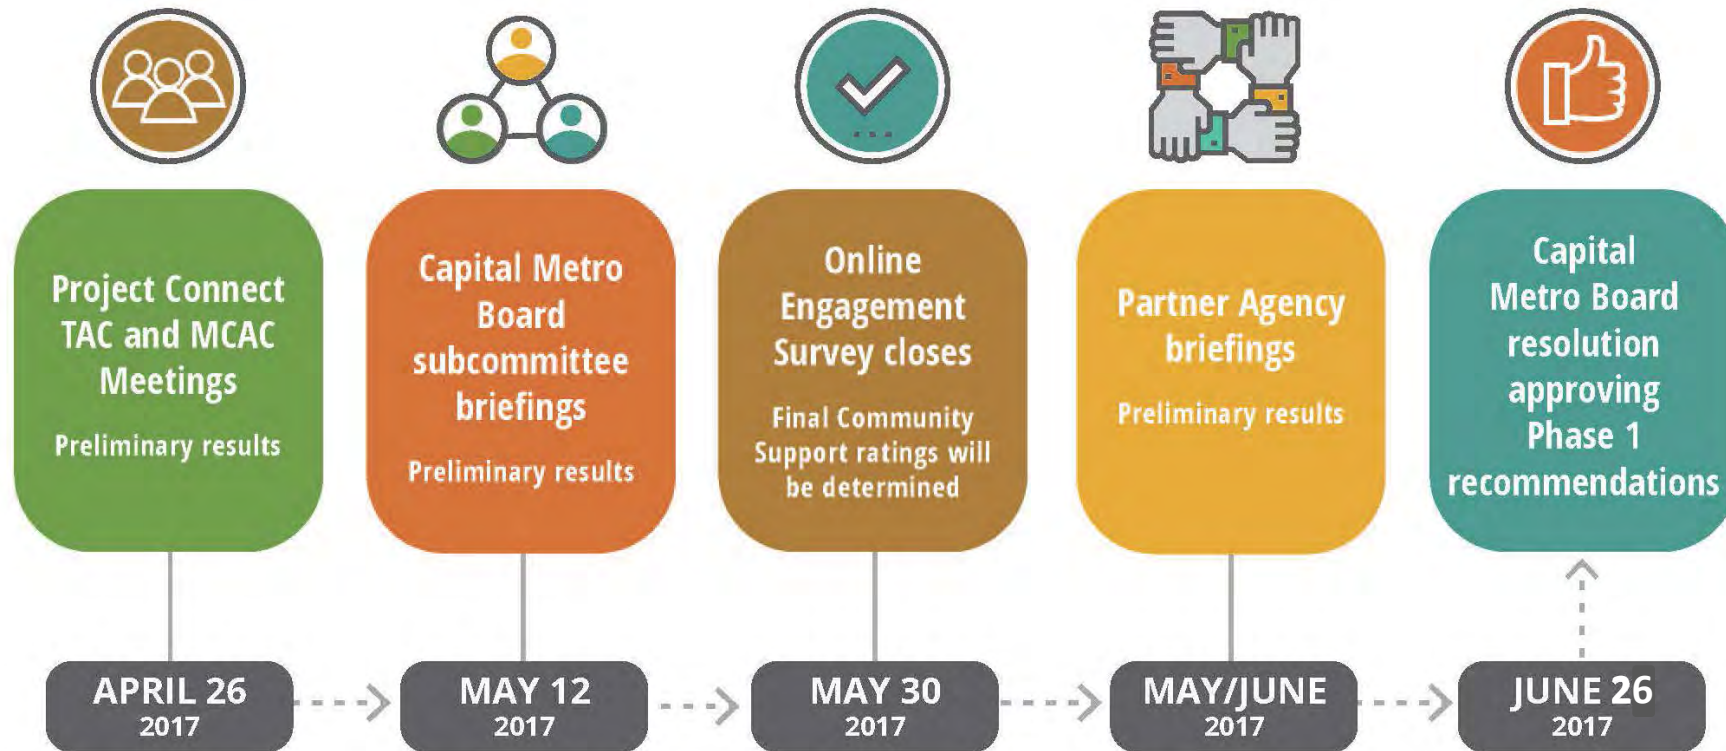 Project Connect
TAC and MCAC
Meetings
Preliminary results
Capital Metro
Board
subcommittee
briefings
Preliminary results
Online
Engagement
Survey closes
Final Community
Support ratings will
be determined
Partner Agency
briefings
Preliminary results
Capital
Metro Board
resolution
approving
Phase 1
recommendations
APRIL 26
2017
MAY 12
2017
MAY 30
2017
MAY/JUNE
2017
JUNE 26
2017